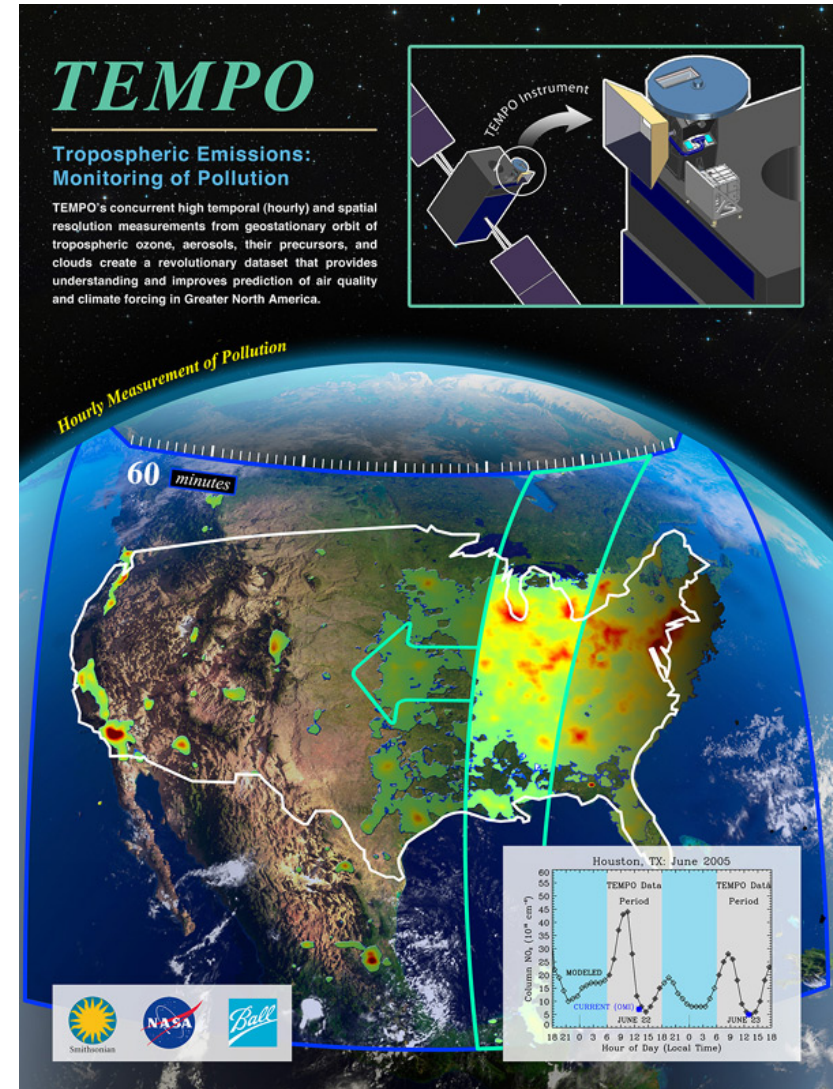 TEMPO
Tropospheric Emissions:
Monitoring of Pollution
TEMPO's concurrent high temporal (hourly) and spatial
resolution measurements from geostationary orbit of
tropospheric ozone, aerosols, their precursors, and
clouds create a revolutionary dataset that provides
understanding and improves prediction of air quality
and climate forcing in Greater North America.
TEMPO Instrument
Hourly Measurement of Pollution
60 minutes
Houston, TX: June 2005
TEMPO Data
Period
TEMPO Data
Period
MODELED
CURRENT (OMI)
JUNE 22
JUNE 23
60
55
50
45
40
35
30
25
20
15
10
5
0
18 21 0 3 6 9 12 15 18 21 0 3 6 9 12 15 18
Hour of Day (Local Time)
Smithsonian
NASA
Ball